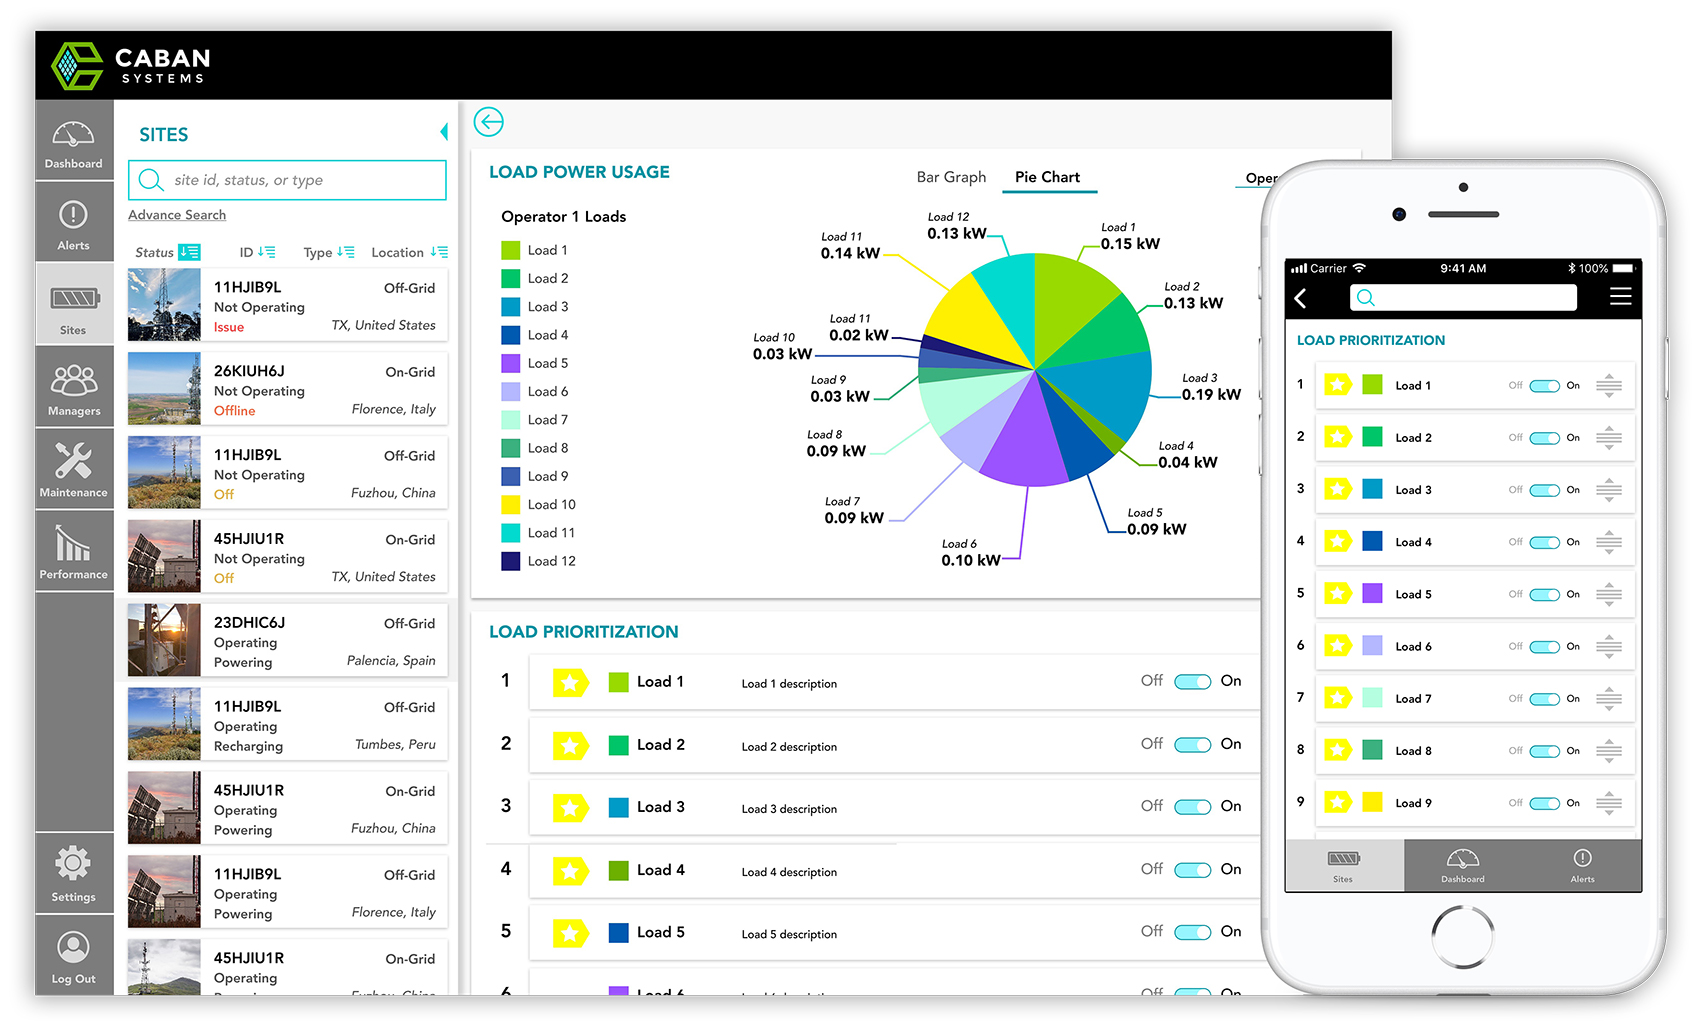 CABAN
SYSTEMS
Dashboard
Alerts
Sites
Managers
Maintenance
Performance
Settings
Log Out
SITES
site id, status, or type
Advance Search
Status ID Type Location
11HJIB9L Off-Grid
Not Operating
Issue TX, United States
26KIUH6J On-Grid
Not Operating
Offline Florence, Italy
11HJIB9L Off-Grid
Not Operating
Off Fuzhou, China
45HJIU1R On-Grid
Not Operating
Off TX, United States
23DHIC6J Off-Grid
Operating
Powering Palencia, Spain
11HJIB9L Off-Grid
Operating
Recharging Tumbes, Peru
45HJIU1R On-Grid
Operating
Powering Fuzhou, China
11HJIB9L Off-Grid
Operating
Powering Florence, Italy
45HJIU1R On-Grid
Operating
LOAD POWER USAGE
Bar Graph Pie Chart Oper
Operator 1 Loads
Load 1
Load 2
Load 3
Load 4
Load 5
Load 6
Load 7
Load 8
Load 9
Load 10
Load 11
Load 12
Load 12
0.13 kW
Load 1
0.15 kW
Load 11
0.14 kW
Load 2
0.13 kW
Load 11
0.02 kW
Load 10
0.03 kW
Load 3
0.19 kW
Load 9
0.03 kW
Load 8
0.09 kW
Load 4
0.04 kW
Load 7
0.09 kW
Load 5
0.09 kW
Load 6
0.10 kW
LOAD PRIORITIZATION
1 Load 1 Load 1 description Off On
2 Load 2 Load 2 description Off On
3 Load 3 Load 3 description Off On
4 Load 4 Load 4 description Off On
5 Load 5 Load 5 description Off On
6 Load 6 Load 6 description Off On
Carrier 9:41 AM 100%
LOAD PRIORITIZATION
1 Load 1 Off On
2 Load 2 Off On
3 Load 3 Off On
4 Load 4 Off On
5 Load 5 Off On
6 Load 6 Off On
7 Load 7 Off On
8 Load 8 Off On
9 Load 9 Off On
Sites Dashboard Alerts